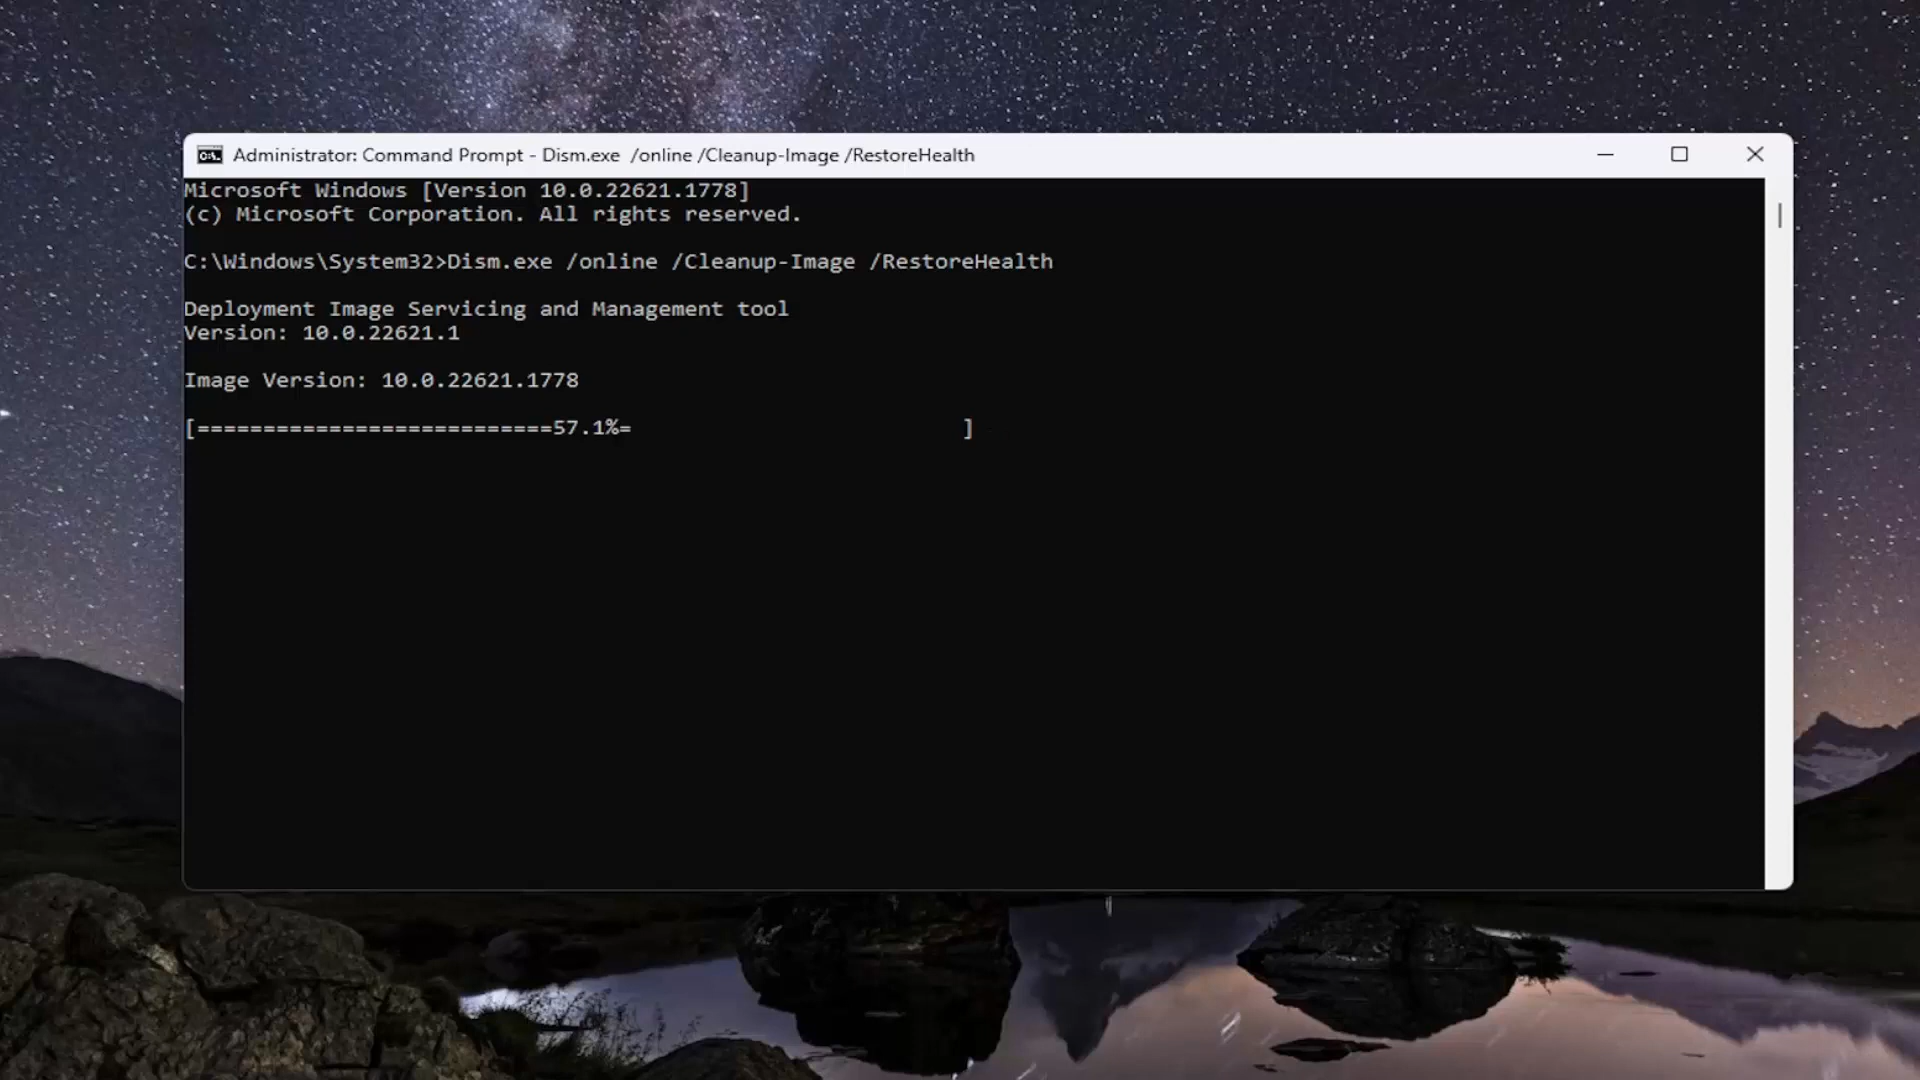 Administrator: Command Prompt - Dism.exe  /online /Cleanup-Image /RestoreHealth
Microsoft Windows [Version 10.0.22621.1778]
(c) Microsoft Corporation. All rights reserved.
C:\Windows\System32>Dism.exe /online /Cleanup-Image /RestoreHealth
Deployment Image Servicing and Management tool
Version: 10.0.22621.1
Image Version: 10.0.22621.1778
[===========================57.1%=                          ]